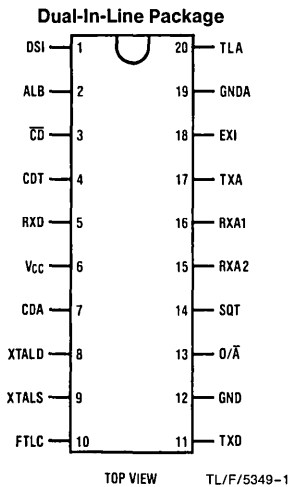 Dual-In-Line Package
DSI 1 20 TLA
ALB 2 19 GNDA
C̅D̅ 3 18 EXI
CDT 4 17 TXA
RXD 5 16 RXA1
VCC 6 15 RXA2
CDA 7 14 SQT
XTALD 8 13 O/A̅
XTALS 9 12 GND
FTLC 10 11 TXD
TOP VIEW TL/F/5349-1